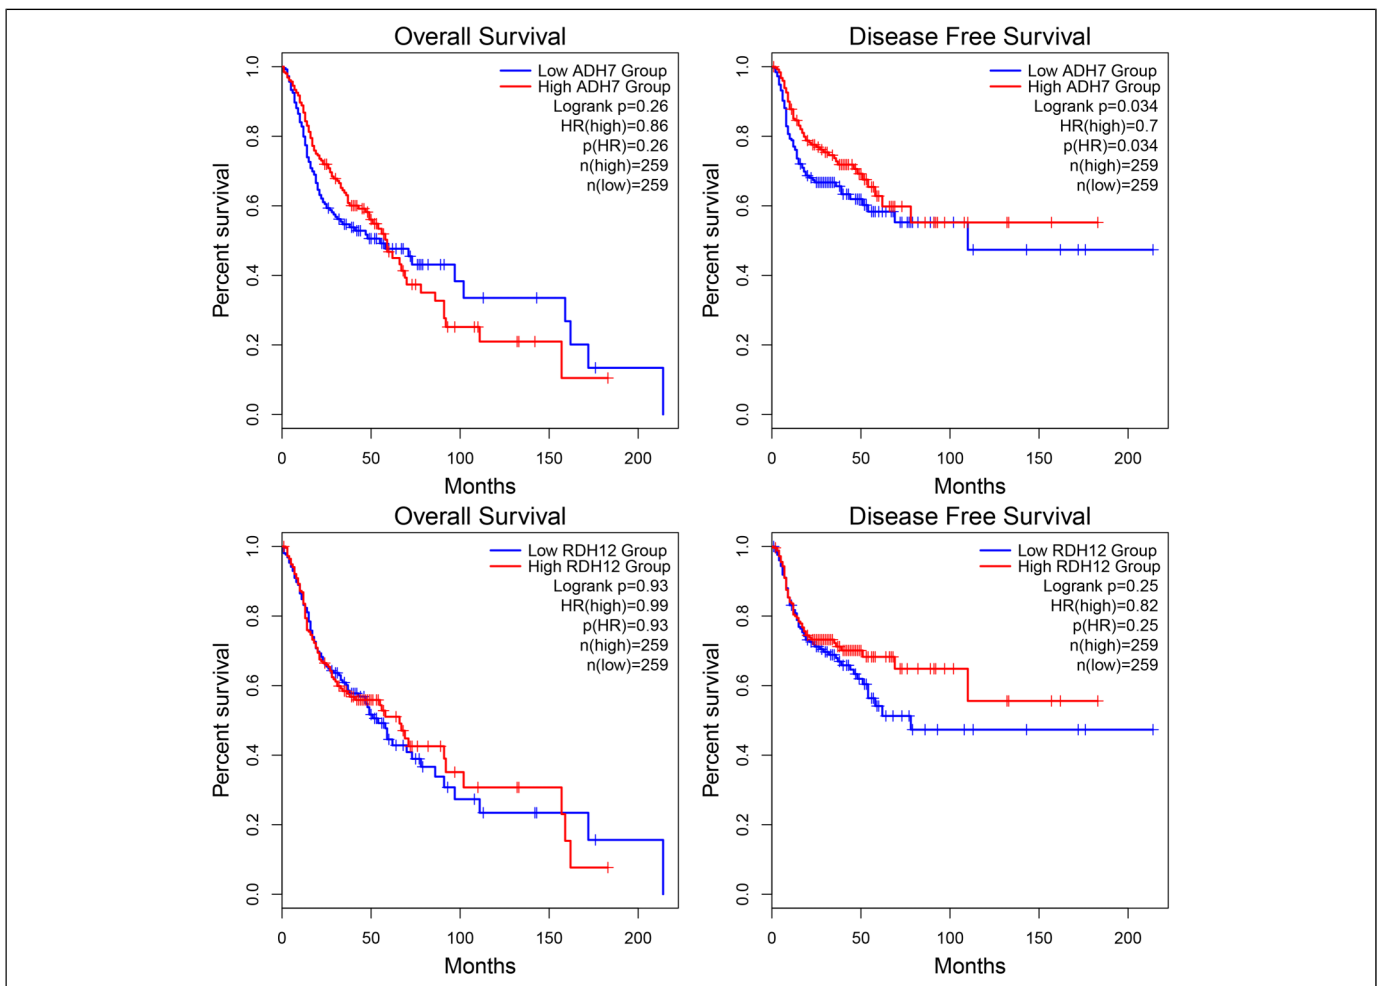 Overall Survival
Low ADH7 Group
High ADH7 Group
Logrank p=0.26
HR(high)=0.86
p(HR)=0.26
n(high)=259
n(low)=259
Percent survival
1.0
0.8
0.6
0.4
0.2
0.0
0 50 100 150 200
Months
Disease Free Survival
Low ADH7 Group
High ADH7 Group
Logrank p=0.034
HR(high)=0.7
p(HR)=0.034
n(high)=259
n(low)=259
Percent survival
1.0
0.8
0.6
0.4
0.2
0.0
0 50 100 150 200
Months
Overall Survival
Low RDH12 Group
High RDH12 Group
Logrank p=0.93
HR(high)=0.99
p(HR)=0.93
n(high)=259
n(low)=259
Percent survival
1.0
0.8
0.6
0.4
0.2
0.0
0 50 100 150 200
Months
Disease Free Survival
Low RDH12 Group
High RDH12 Group
Logrank p=0.25
HR(high)=0.82
p(HR)=0.25
n(high)=259
n(low)=259
Percent survival
1.0
0.8
0.6
0.4
0.2
0.0
0 50 100 150 200
Months